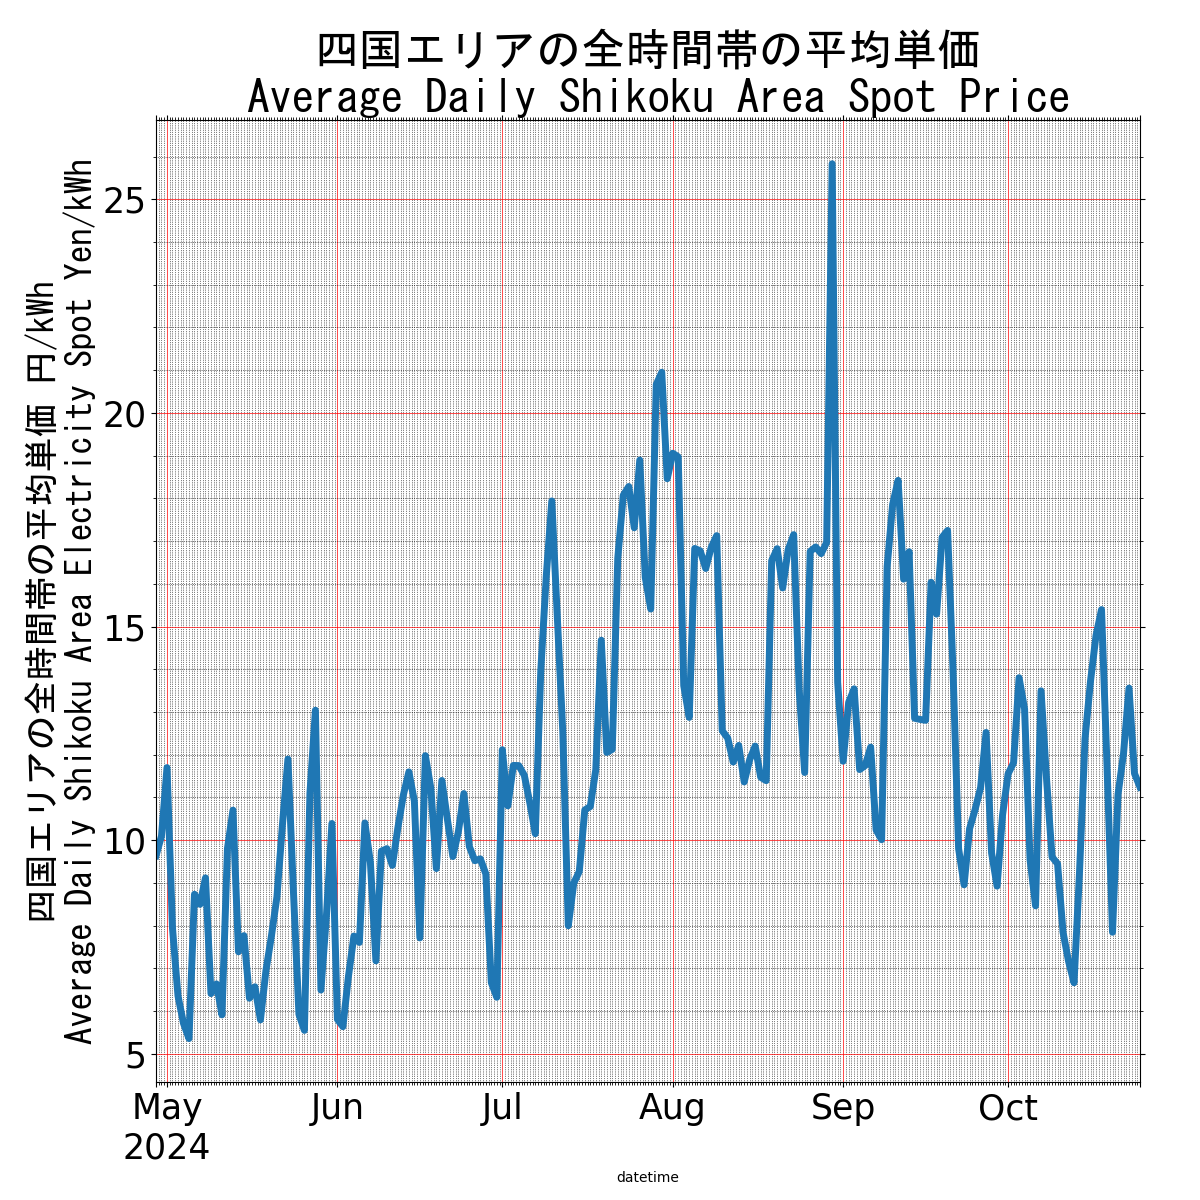 四国エリアの全時間帯の平均単価
Average Daily Shikoku Area Spot Price
四国エリアの全時間帯の平均単価 円/kWh
Average Daily Shikoku Area Electricity Spot Yen/kWh
25
20
15
10
5
May Jun Jul Aug Sep Oct
2024
datetime